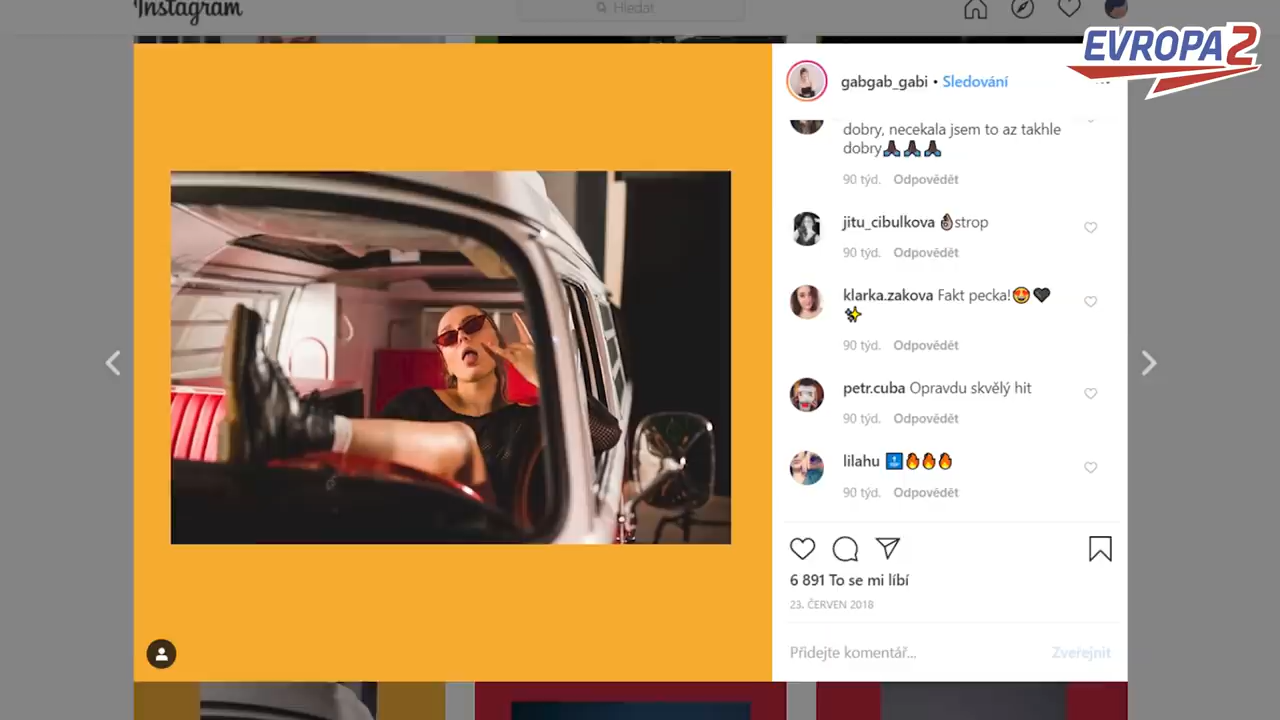 Instagram
Hledat
EVROPA 2
gabgab_gabi • Sledování
dobry, necekala jsem to az takhle
dobry🙏🏿🙏🏿🙏🏿
90 týd. Odpovědět
jitu_cibulkova 👌🏿strop
90 týd. Odpovědět
klarka.zakova Fakt pecka!😍🖤
✨
90 týd. Odpovědět
petr.cuba Opravdu skvělý hit
90 týd. Odpovědět
lilahu 🔝🔥🔥🔥
90 týd. Odpovědět
6 891 To se mi líbí
23. ČERVEN 2018
Přidejte komentář...
Zveřejnit